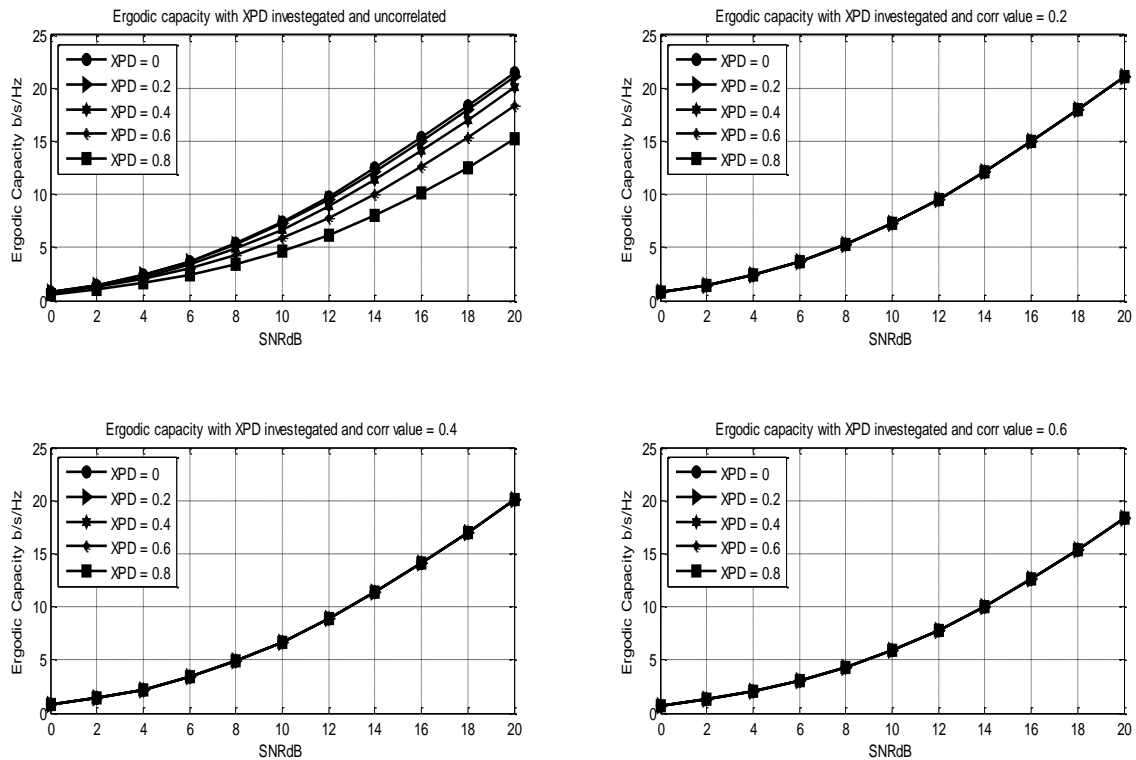 Ergodic capacity with XPD investegated and uncorrelated
25
20
15
10
5
0
Ergodic Capacity b/s/Hz
XPD = 0
XPD = 0.2
XPD = 0.4
XPD = 0.6
XPD = 0.8
0 2 4 6 8 10 12 14 16 18 20
SNRdB
Ergodic capacity with XPD investegated and corr value = 0.2
25
20
15
10
5
0
Ergodic Capacity b/s/Hz
XPD = 0
XPD = 0.2
XPD = 0.4
XPD = 0.6
XPD = 0.8
0 2 4 6 8 10 12 14 16 18 20
SNRdB
Ergodic capacity with XPD investegated and corr value = 0.4
25
20
15
10
5
0
Ergodic Capacity b/s/Hz
XPD = 0
XPD = 0.2
XPD = 0.4
XPD = 0.6
XPD = 0.8
0 2 4 6 8 10 12 14 16 18 20
SNRdB
Ergodic capacity with XPD investegated and corr value = 0.6
25
20
15
10
5
0
Ergodic Capacity b/s/Hz
XPD = 0
XPD = 0.2
XPD = 0.4
XPD = 0.6
XPD = 0.8
0 2 4 6 8 10 12 14 16 18 20
SNRdB